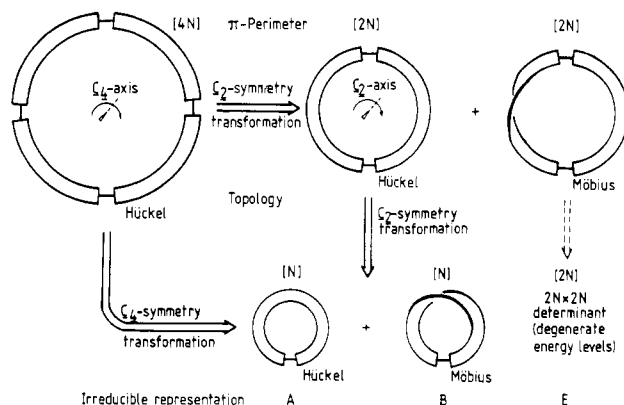 [4N] π-Perimeter [2N] [2N]
C4-axis C2-symmetry C2-axis +
transformation
Hückel Topology Hückel Möbius
C2-symmetry
transformation
[N] [N] [2N]
2N×2N
determinant
(degenerate
energy levels)
C4-symmetry
transformation +
Hückel Möbius
Irreducible representation A B E